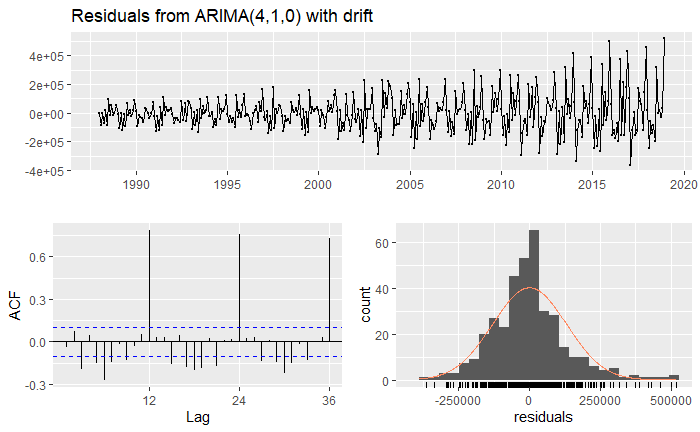 Residuals from ARIMA(4,1,0) with drift
4e+05
2e+05
0e+00
-2e+05
-4e+05
1990 1995 2000 2005 2010 2015 2020
ACF
0.6
0.3
0.0
-0.3
12 24 36
Lag
count
60
40
20
0
-250000 0 250000 500000
residuals